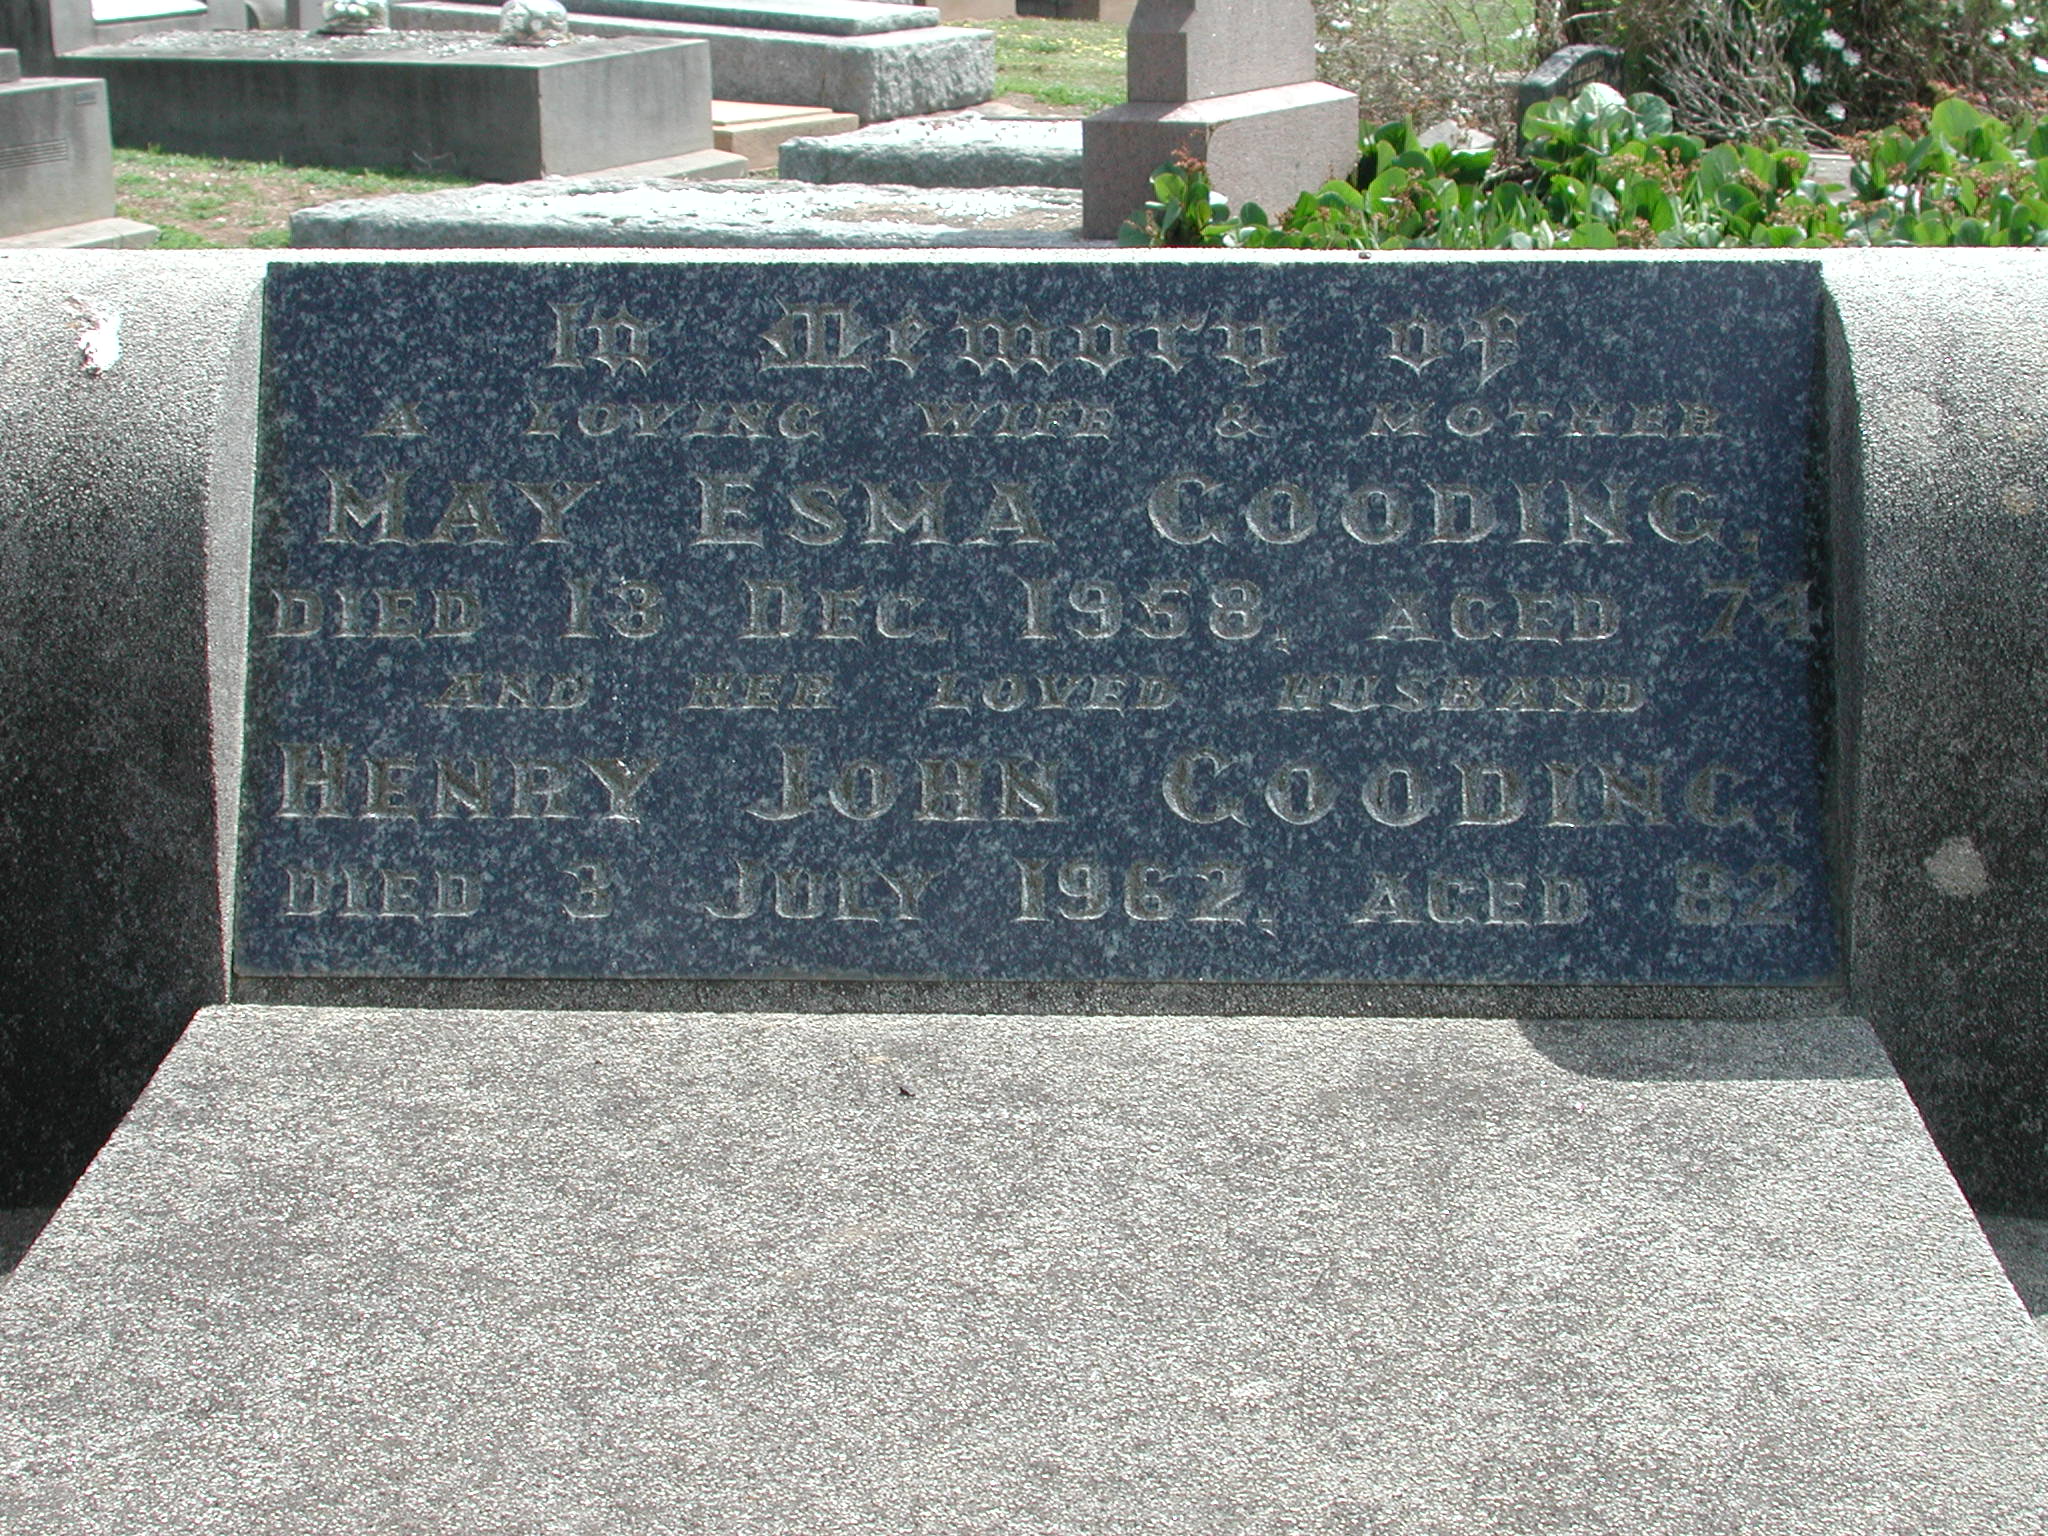 In Memory of
A LOVING WIFE & MOTHER
MAY ESMA GOODING,
DIED 13 DEC. 1958, AGED 74
AND HER LOVED HUSBAND
HENRY JOHN GOODING,
DIED 3 JULY 1962, AGED 82